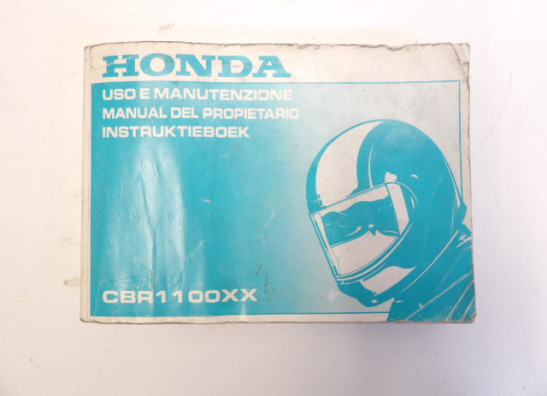 HONDA
USO E MANUTENZIONE
MANUAL DEL PROPIETARIO
INSTRUKTIEBOEK
CBR1100XX